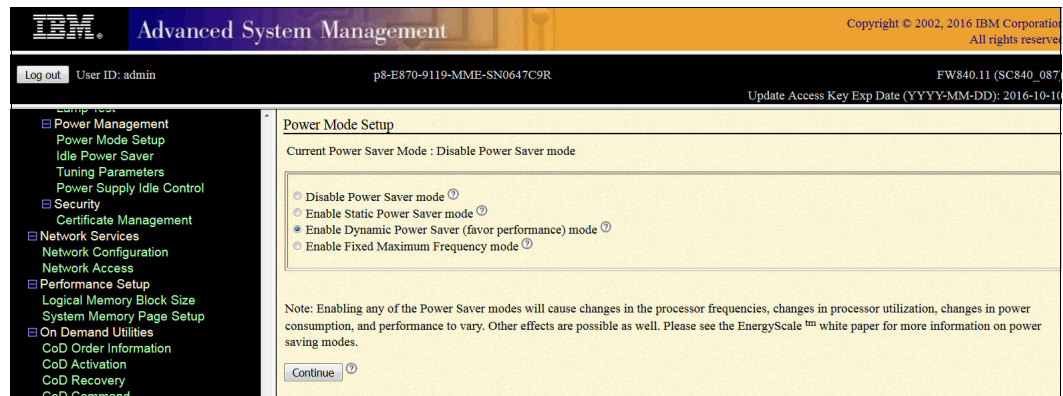 IBM®
Advanced System Management
Copyright © 2002, 2016 IBM Corporation
All rights reserved
Log out User ID: admin
p8-E870-9119-MME-SN0647C9R
FW840.11 (SC840_087)
Update Access Key Exp Date (YYYY-MM-DD): 2016-10-10
Lamp Test
Power Management
Power Mode Setup
Idle Power Saver
Tuning Parameters
Power Supply Idle Control
Security
Certificate Management
Network Services
Network Configuration
Network Access
Performance Setup
Logical Memory Block Size
System Memory Page Setup
On Demand Utilities
CoD Order Information
CoD Activation
CoD Recovery
CoD Command
Power Mode Setup
Current Power Saver Mode : Disable Power Saver mode
Disable Power Saver mode ?
Enable Static Power Saver mode ?
Enable Dynamic Power Saver (favor performance) mode ?
Enable Fixed Maximum Frequency mode ?
Note: Enabling any of the Power Saver modes will cause changes in the processor frequencies, changes in processor utilization, changes in power
consumption, and performance to vary. Other effects are possible as well. Please see the EnergyScale tm white paper for more information on power
saving modes.
Continue ?